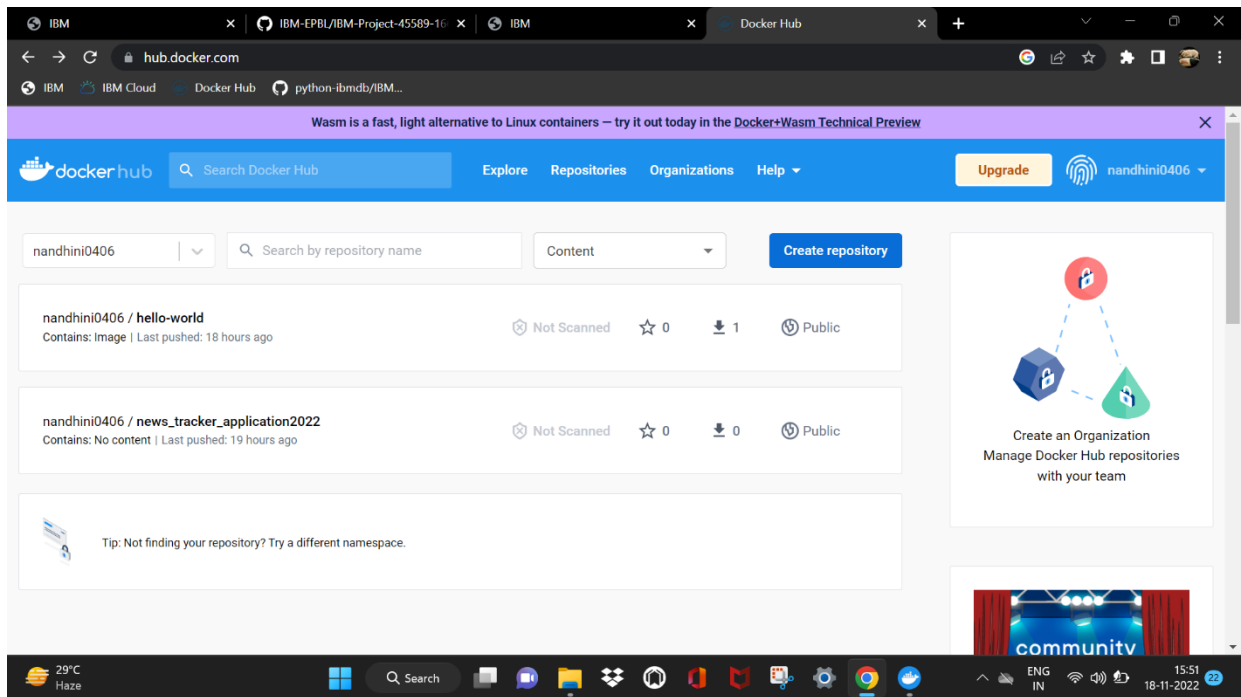 IBM
IBM-EPBL/IBM-Project-45589-16
IBM
Docker Hub
hub.docker.com
IBM
IBM Cloud
Docker Hub
python-ibmdb/IBM...
Wasm is a fast, light alternative to Linux containers — try it out today in the Docker+Wasm Technical Preview
docker hub
Search Docker Hub
Explore
Repositories
Organizations
Help
Upgrade
nandhini0406
nandhini0406
Search by repository name
Content
Create repository
nandhini0406 / hello-world
Contains: Image | Last pushed: 18 hours ago
Not Scanned
0
1
Public
nandhini0406 / news_tracker_application2022
Contains: No content | Last pushed: 19 hours ago
Not Scanned
0
0
Public
Tip: Not finding your repository? Try a different namespace.
Create an Organization
Manage Docker Hub repositories
with your team
community
29°C
Haze
Search
ENG
IN
15:51
18-11-2022
22